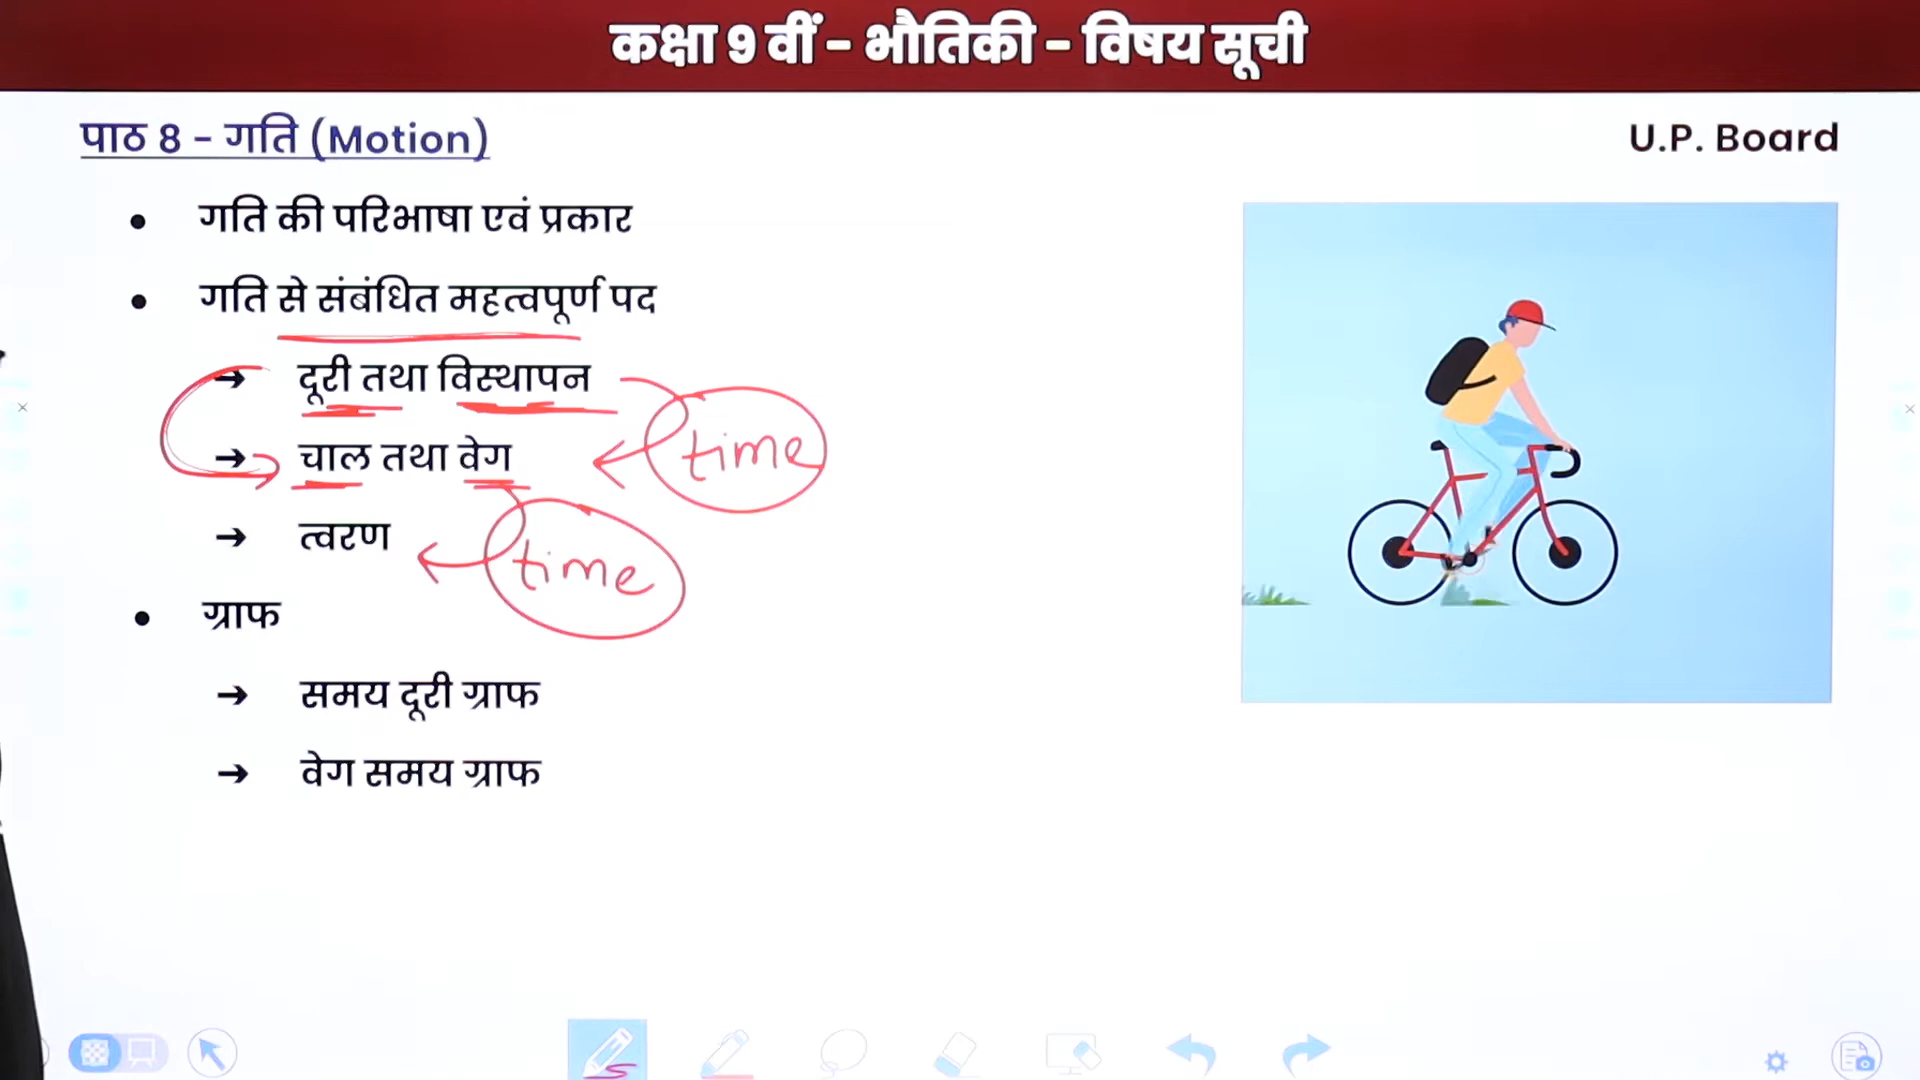 कक्षा 9 वीं – भौतिकी – विषय सूची
पाठ 8 – गति (Motion)
U.P. Board
• गति की परिभाषा एवं प्रकार
• गति से संबंधित महत्वपूर्ण पद
→ दूरी तथा विस्थापन
time
→ चाल तथा वेग
time
→ त्वरण
• ग्राफ
→ समय दूरी ग्राफ
→ वेग समय ग्राफ